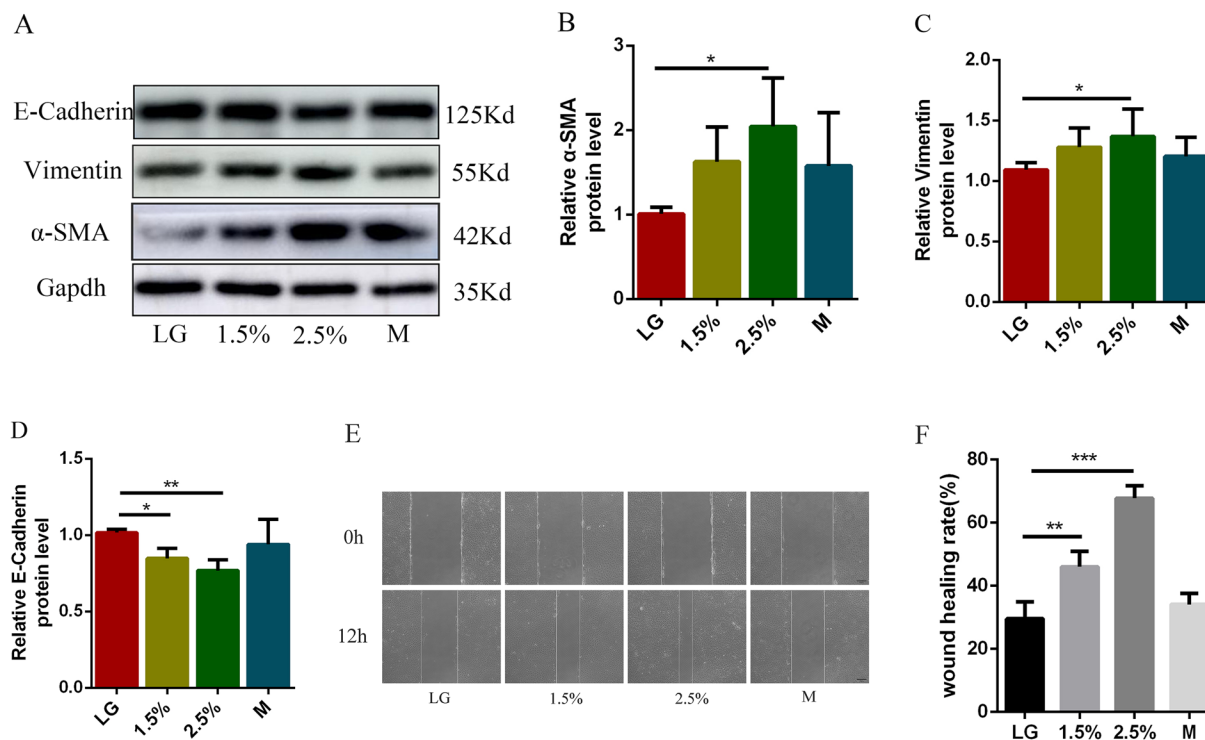 A
E-Cadherin
125Kd
Vimentin
55Kd
α-SMA
42Kd
Gapdh
35Kd
LG 1.5% 2.5% M
B
Relative α-SMA
protein level
3
2
1
0
*
LG 1.5% 2.5% M
C
Relative Vimentin
protein level
2.0
1.5
1.0
0.5
0.0
*
LG 1.5% 2.5% M
D
Relative E-Cadherin
protein level
1.5
1.0
0.5
0.0
**
*
LG 1.5% 2.5% M
E
0h
12h
LG 1.5% 2.5% M
F
wound healing rate(%)
80
60
40
20
0
***
**
LG 1.5% 2.5% M